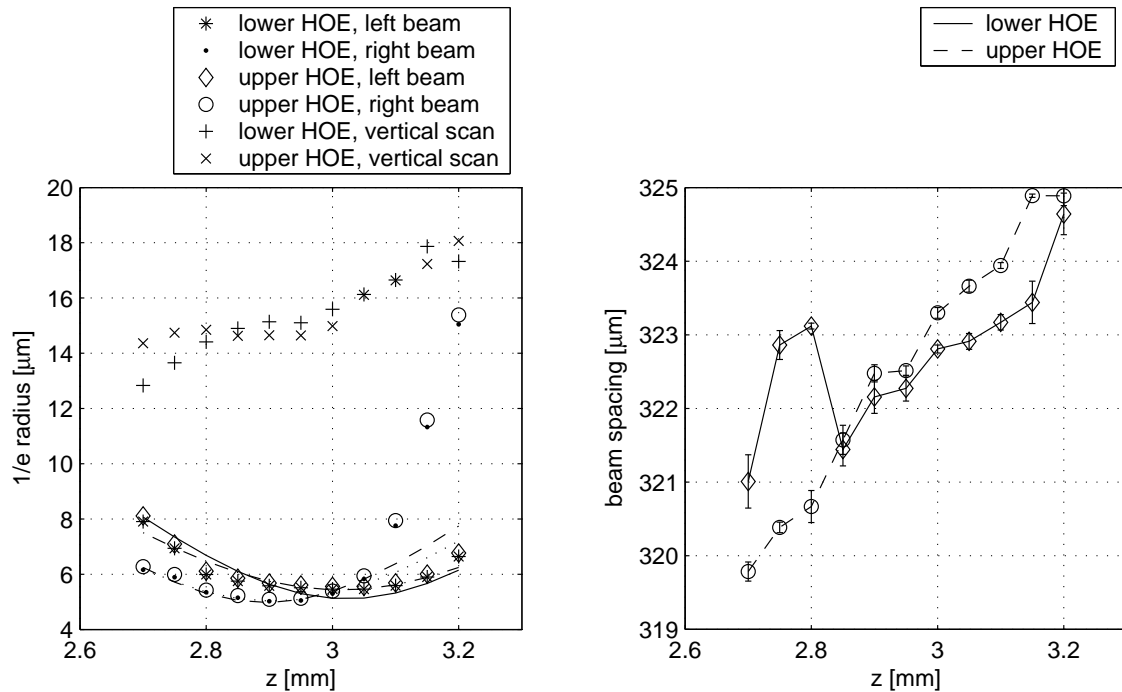 lower HOE, left beam
lower HOE, right beam
upper HOE, left beam
upper HOE, right beam
lower HOE, vertical scan
upper HOE, vertical scan
20
18
16
14
12
10
8
6
4
1/e radius [μm]
2.6
2.8
3
3.2
z [mm]
lower HOE
upper HOE
325
324
323
322
321
320
319
beam spacing [μm]
2.6
2.8
3
3.2
z [mm]